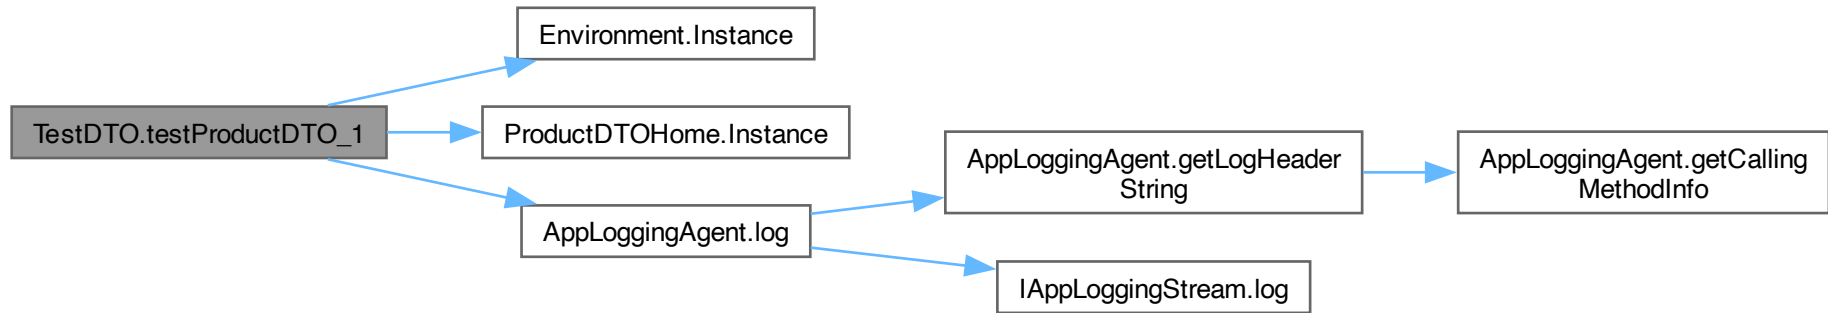 Environment.Instance
TestDTO.testProductDTO_1
ProductDTOHome.Instance
AppLoggingAgent.log
AppLoggingAgent.getLogHeader
String
AppLoggingAgent.getCalling
MethodInfo
IAppLoggingStream.log